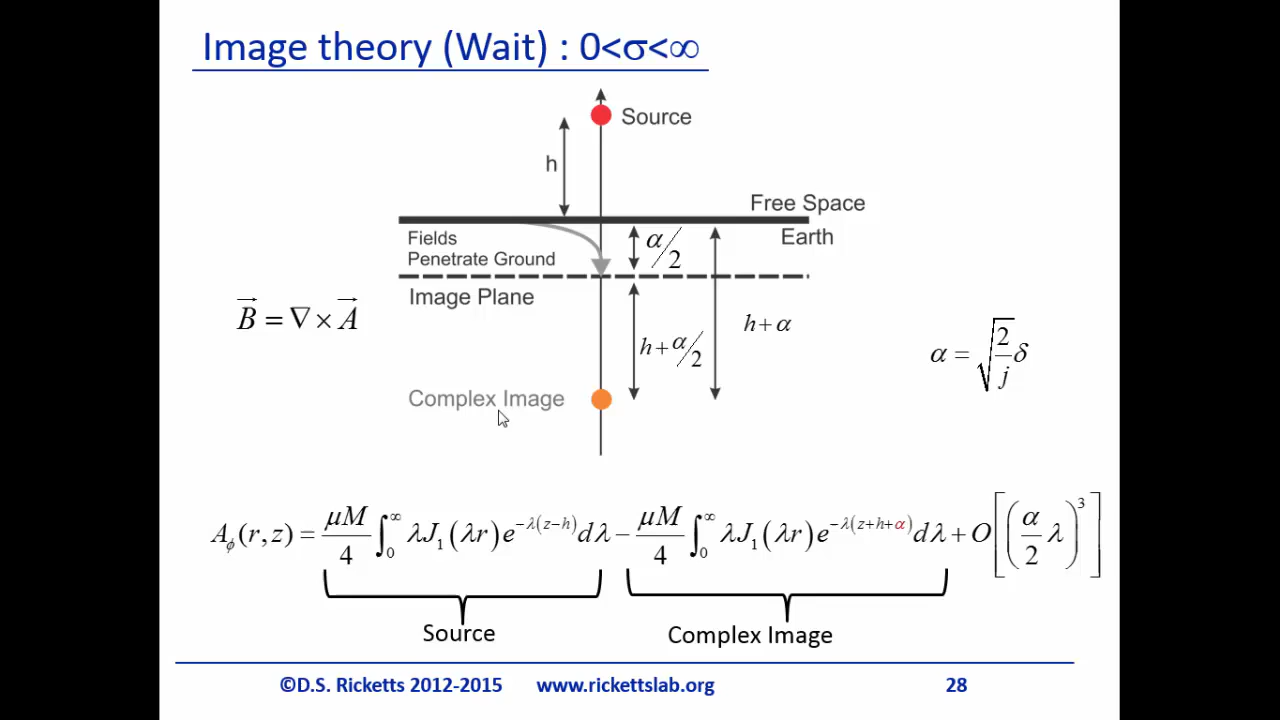 Image theory (Wait) : 0<σ<∞
Source
h
Free Space
Earth
Fields
Penetrate Ground
α/2
Image Plane
h+α/2
h+α
Complex Image
B⃗ = ∇ × A⃗
α = √(2/j) δ
A_ϕ(r,z) = μM/4 ∫₀^∞ λJ₁(λr)e^{−λ(z−h)}dλ − μM/4 ∫₀^∞ λJ₁(λr)e^{−λ(z+h+α)}dλ + O[(α/2 λ)³]
Source
Complex Image
©D.S. Ricketts 2012-2015 www.rickettslab.org 28